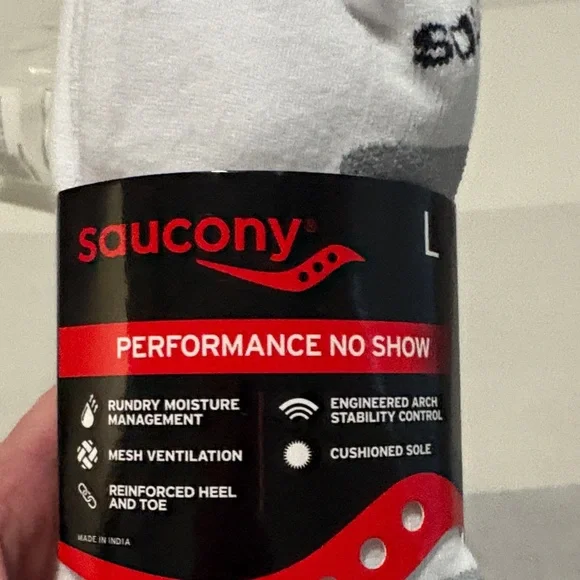 saucony®
L
PERFORMANCE NO SHOW
RUNDRY MOISTURE
MANAGEMENT
MESH VENTILATION
REINFORCED HEEL
AND TOE
ENGINEERED ARCH
STABILITY CONTROL
CUSHIONED SOLE
MADE IN INDIA